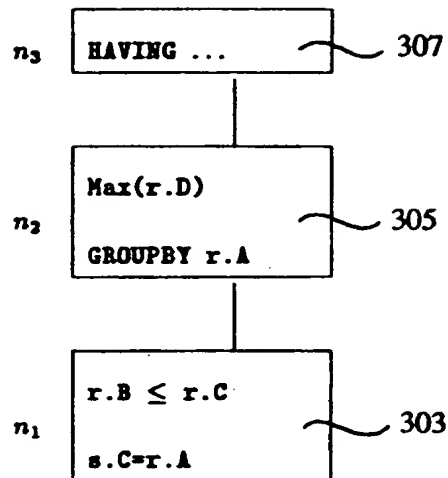 n3 HAVING ... 307
Max(r.D)
n2 305
GROUPBY r.A
r.B ≤ r.C
n1 303
s.C=r.A